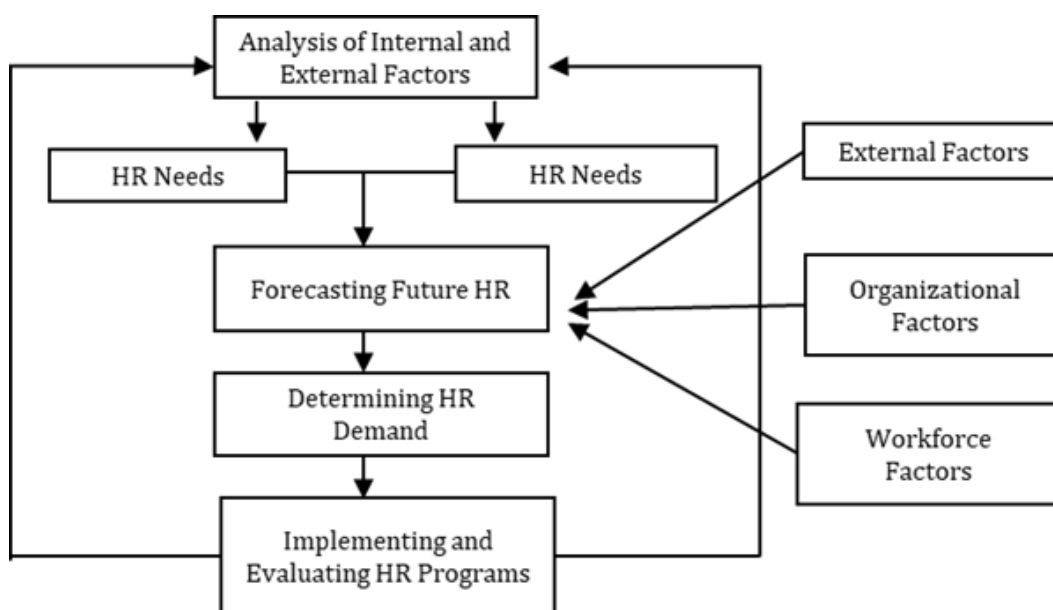 Analysis of Internal and
External Factors
HR Needs
HR Needs
External Factors
Forecasting Future HR
Organizational
Factors
Determining HR
Demand
Workforce
Factors
Implementing and
Evaluating HR Programs